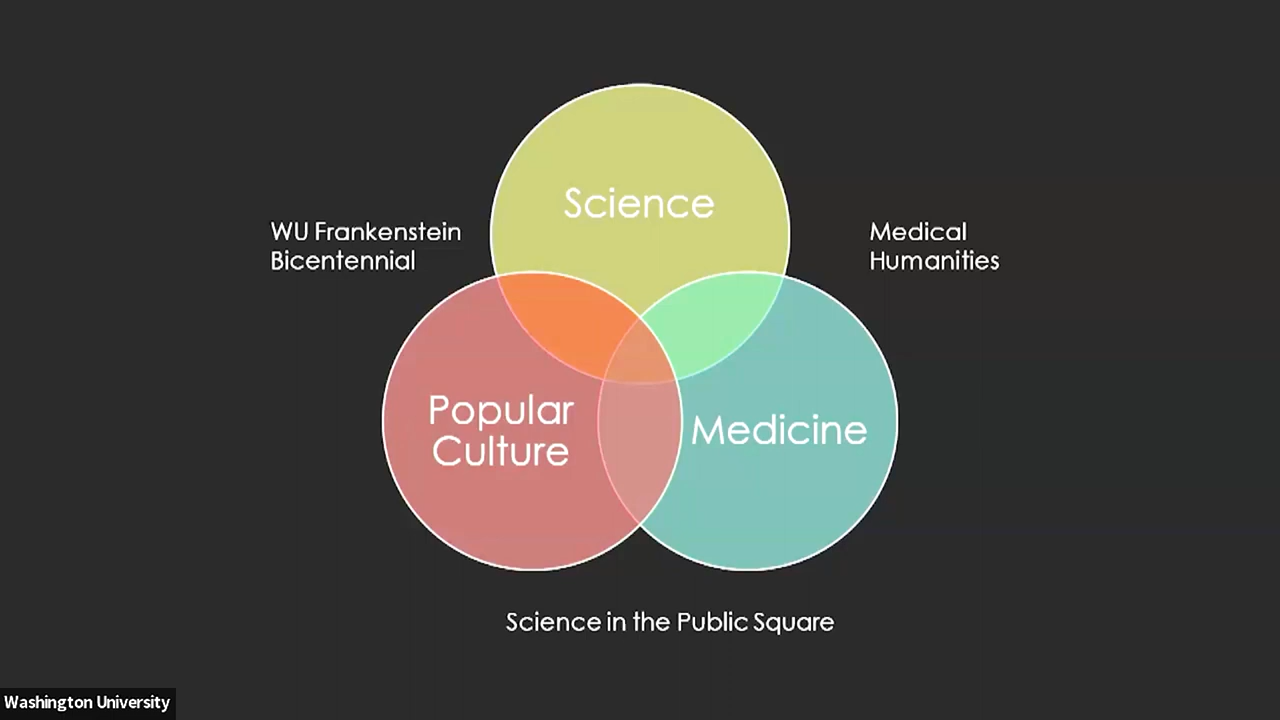 Science
WU Frankenstein
Bicentennial
Medical
Humanities
Popular
Culture
Medicine
Science in the Public Square
Washington University